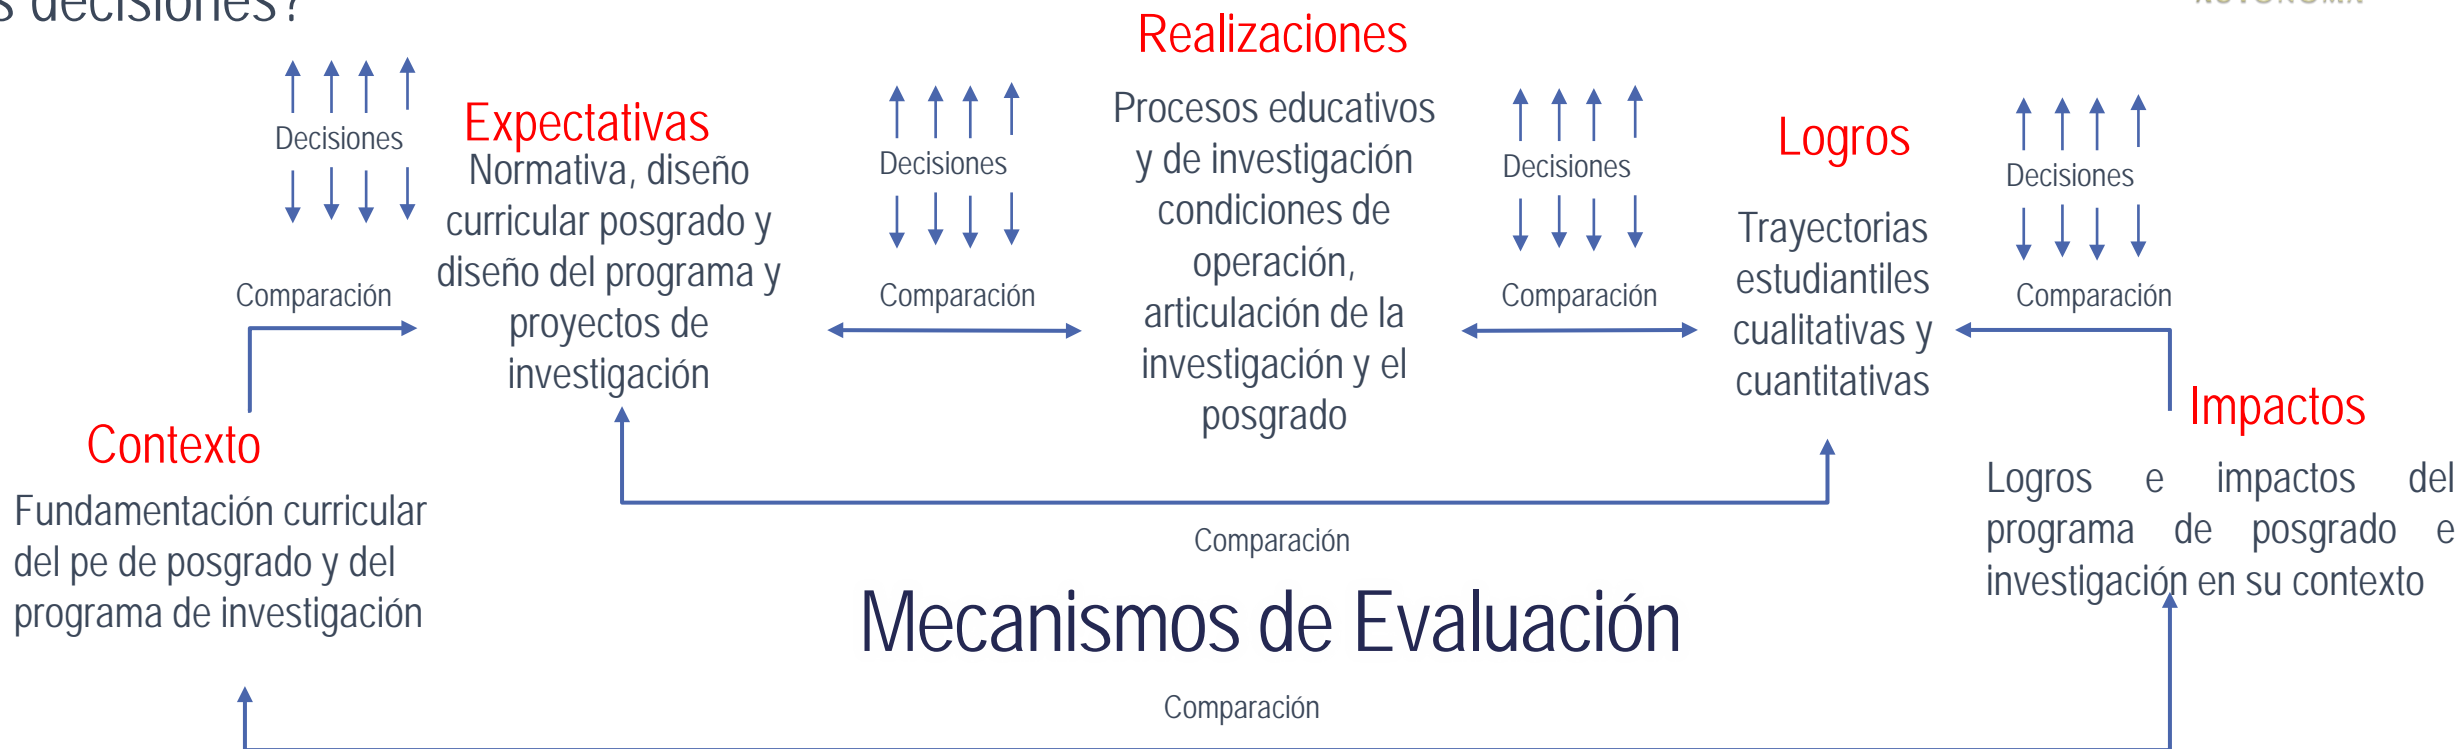 s decisiones?
Realizaciones
Procesos educativos
y de investigación
condiciones de
operación,
articulación de la
investigación y el
posgrado
Decisiones
Comparación
Expectativas
Normativa, diseño
curricular posgrado y
diseño del programa y
proyectos de
investigación
Decisiones
Comparación
Decisiones
Comparación
Logros
Trayectorias
estudiantiles
cualitativas y
cuantitativas
Decisiones
Comparación
Contexto
Fundamentación curricular
del pe de posgrado y del
programa de investigación
Impactos
Logros e impactos del
programa de posgrado e
investigación en su contexto
Comparación
Mecanismos de Evaluación
Comparación